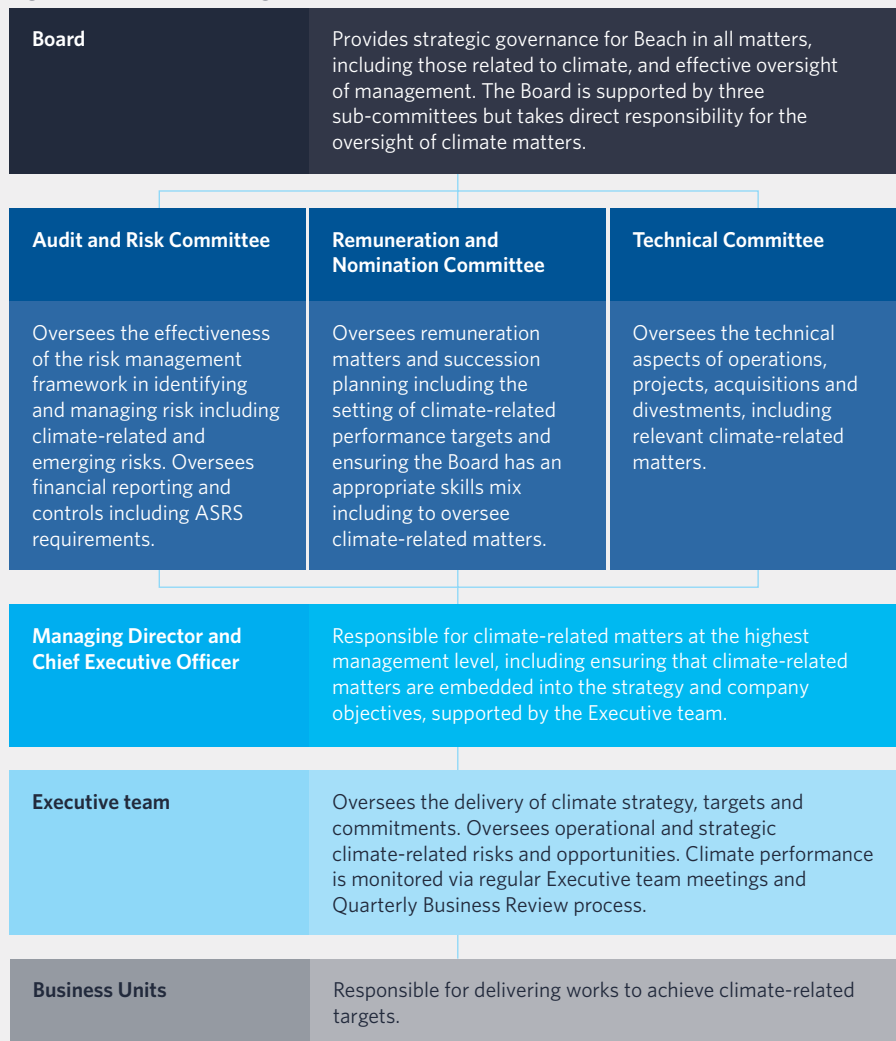 Board
Provides strategic governance for Beach in all matters,
including those related to climate, and effective oversight
of management. The Board is supported by three
sub-committees but takes direct responsibility for the
oversight of climate matters.
Audit and Risk Committee
Oversees the effectiveness
of the risk management
framework in identifying
and managing risk including
climate-related and
emerging risks. Oversees
financial reporting and
controls including ASRS
requirements.
Remuneration and
Nomination Committee
Oversees remuneration
matters and succession
planning including the
setting of climate-related
performance targets and
ensuring the Board has an
appropriate skills mix
including to oversee
climate-related matters.
Technical Committee
Oversees the technical
aspects of operations,
projects, acquisitions and
divestments, including
relevant climate-related
matters.
Managing Director and
Chief Executive Officer
Responsible for climate-related matters at the highest
management level, including ensuring that climate-related
matters are embedded into the strategy and company
objectives, supported by the Executive team.
Executive team
Oversees the delivery of climate strategy, targets and
commitments. Oversees operational and strategic
climate-related risks and opportunities. Climate performance
is monitored via regular Executive team meetings and
Quarterly Business Review process.
Business Units
Responsible for delivering works to achieve climate-related
targets.